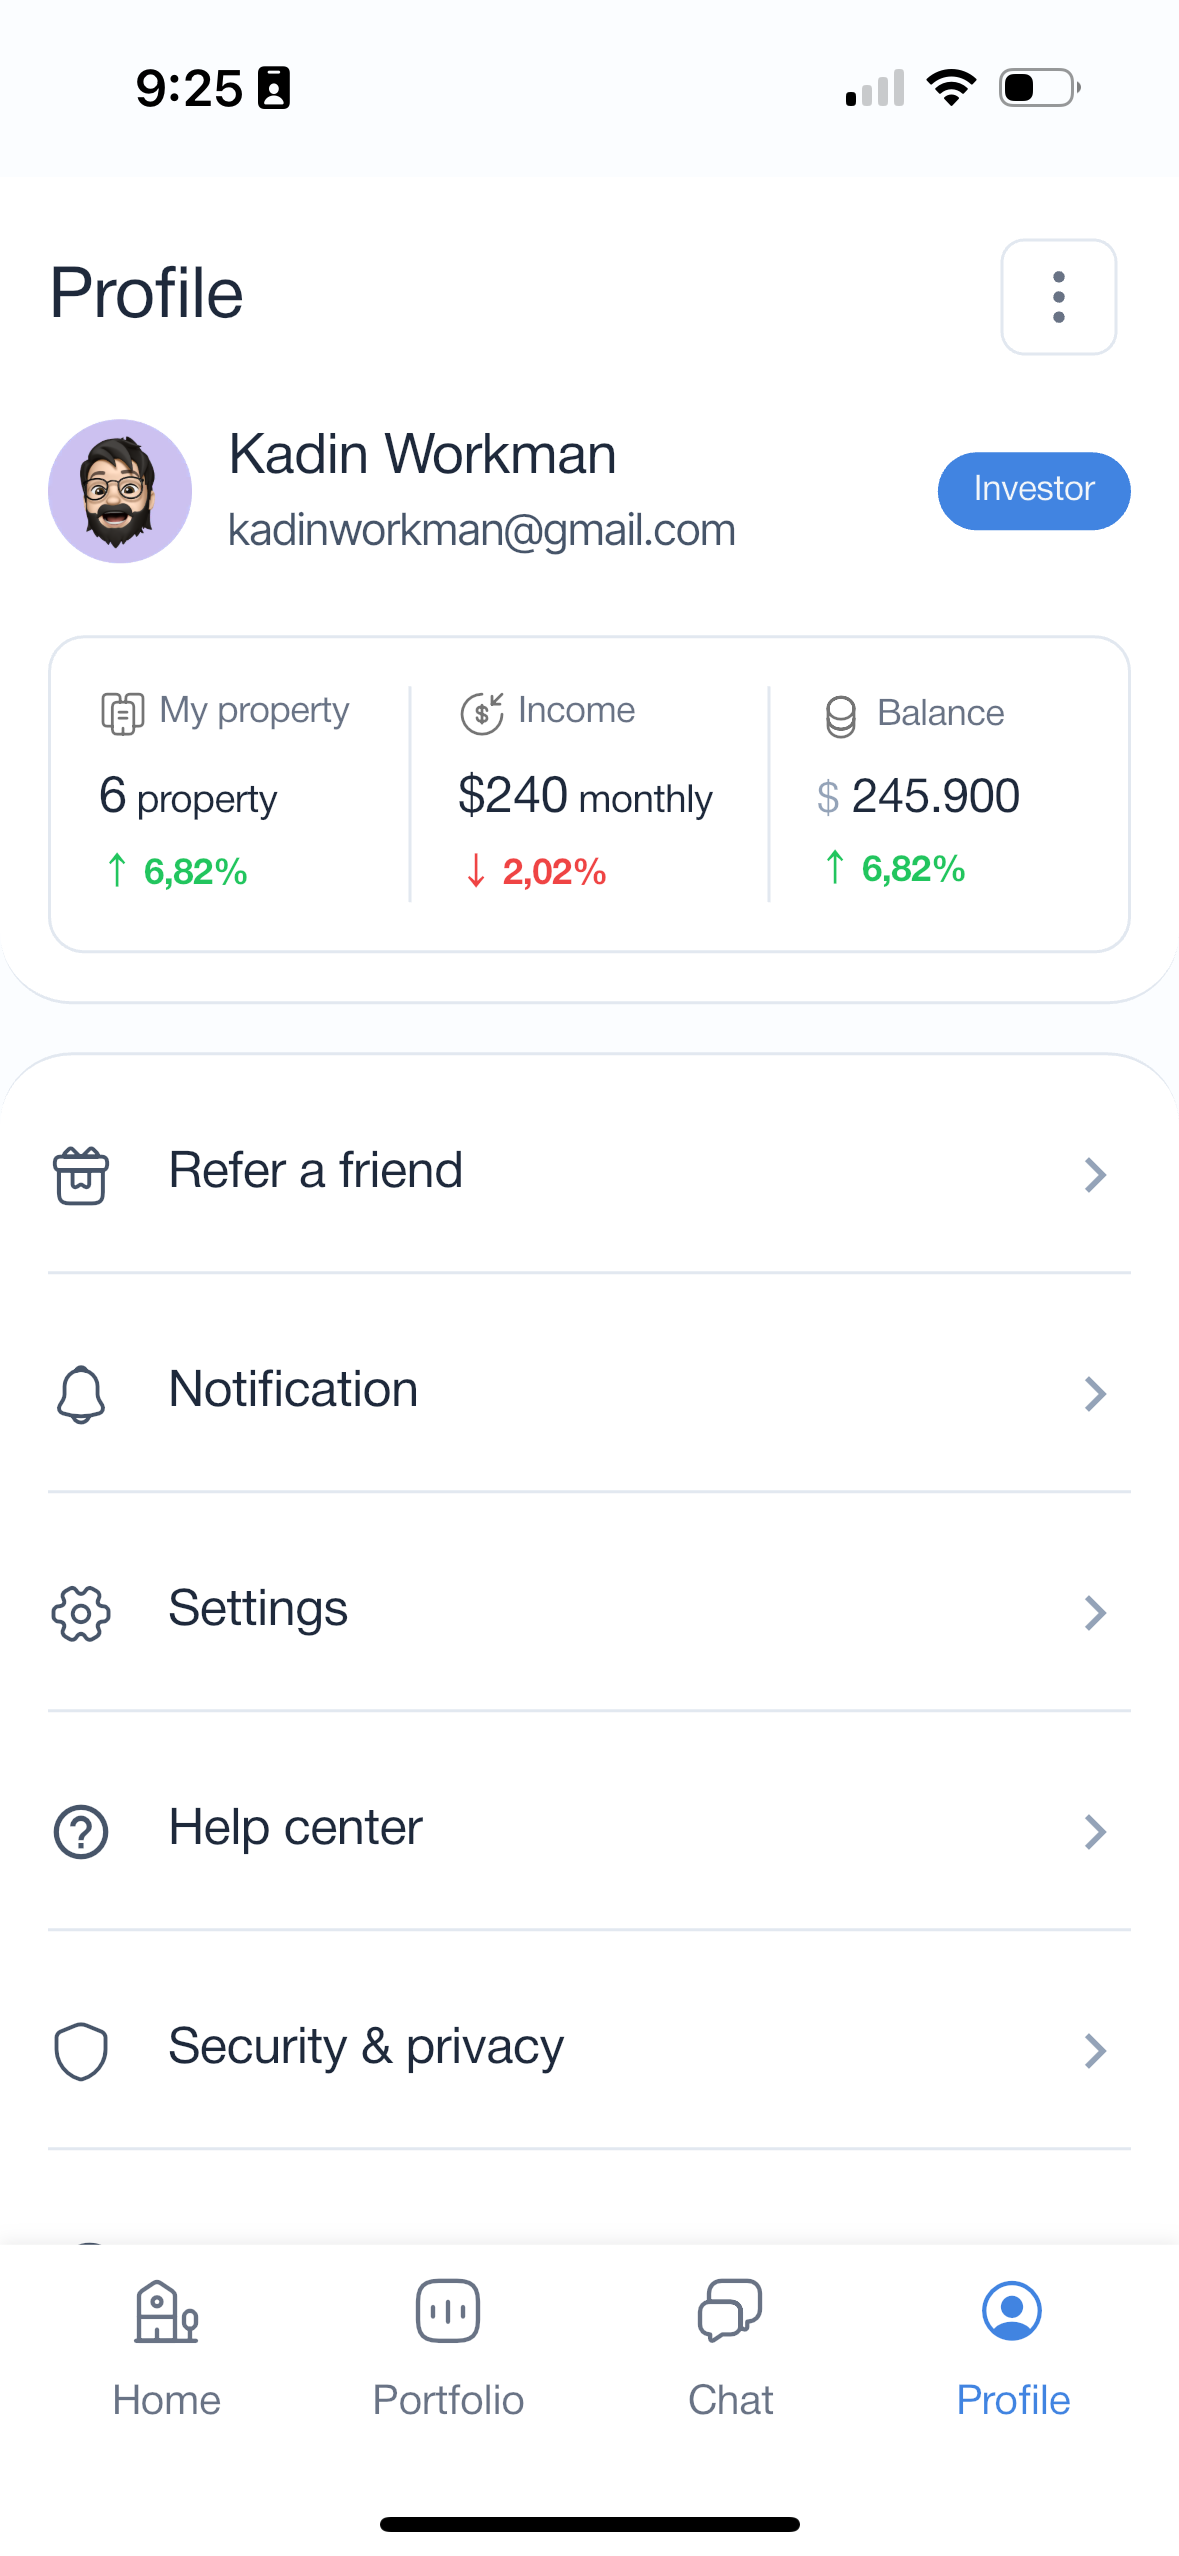 9:25
Profile
Kadin Workman
kadinworkman@gmail.com
Investor
My property
6 property
↑ 6,82%
Income
$240 monthly
↓ 2,02%
Balance
$ 245.900
↑ 6,82%
Refer a friend
Notification
Settings
Help center
Security & privacy
Home
Portfolio
Chat
Profile